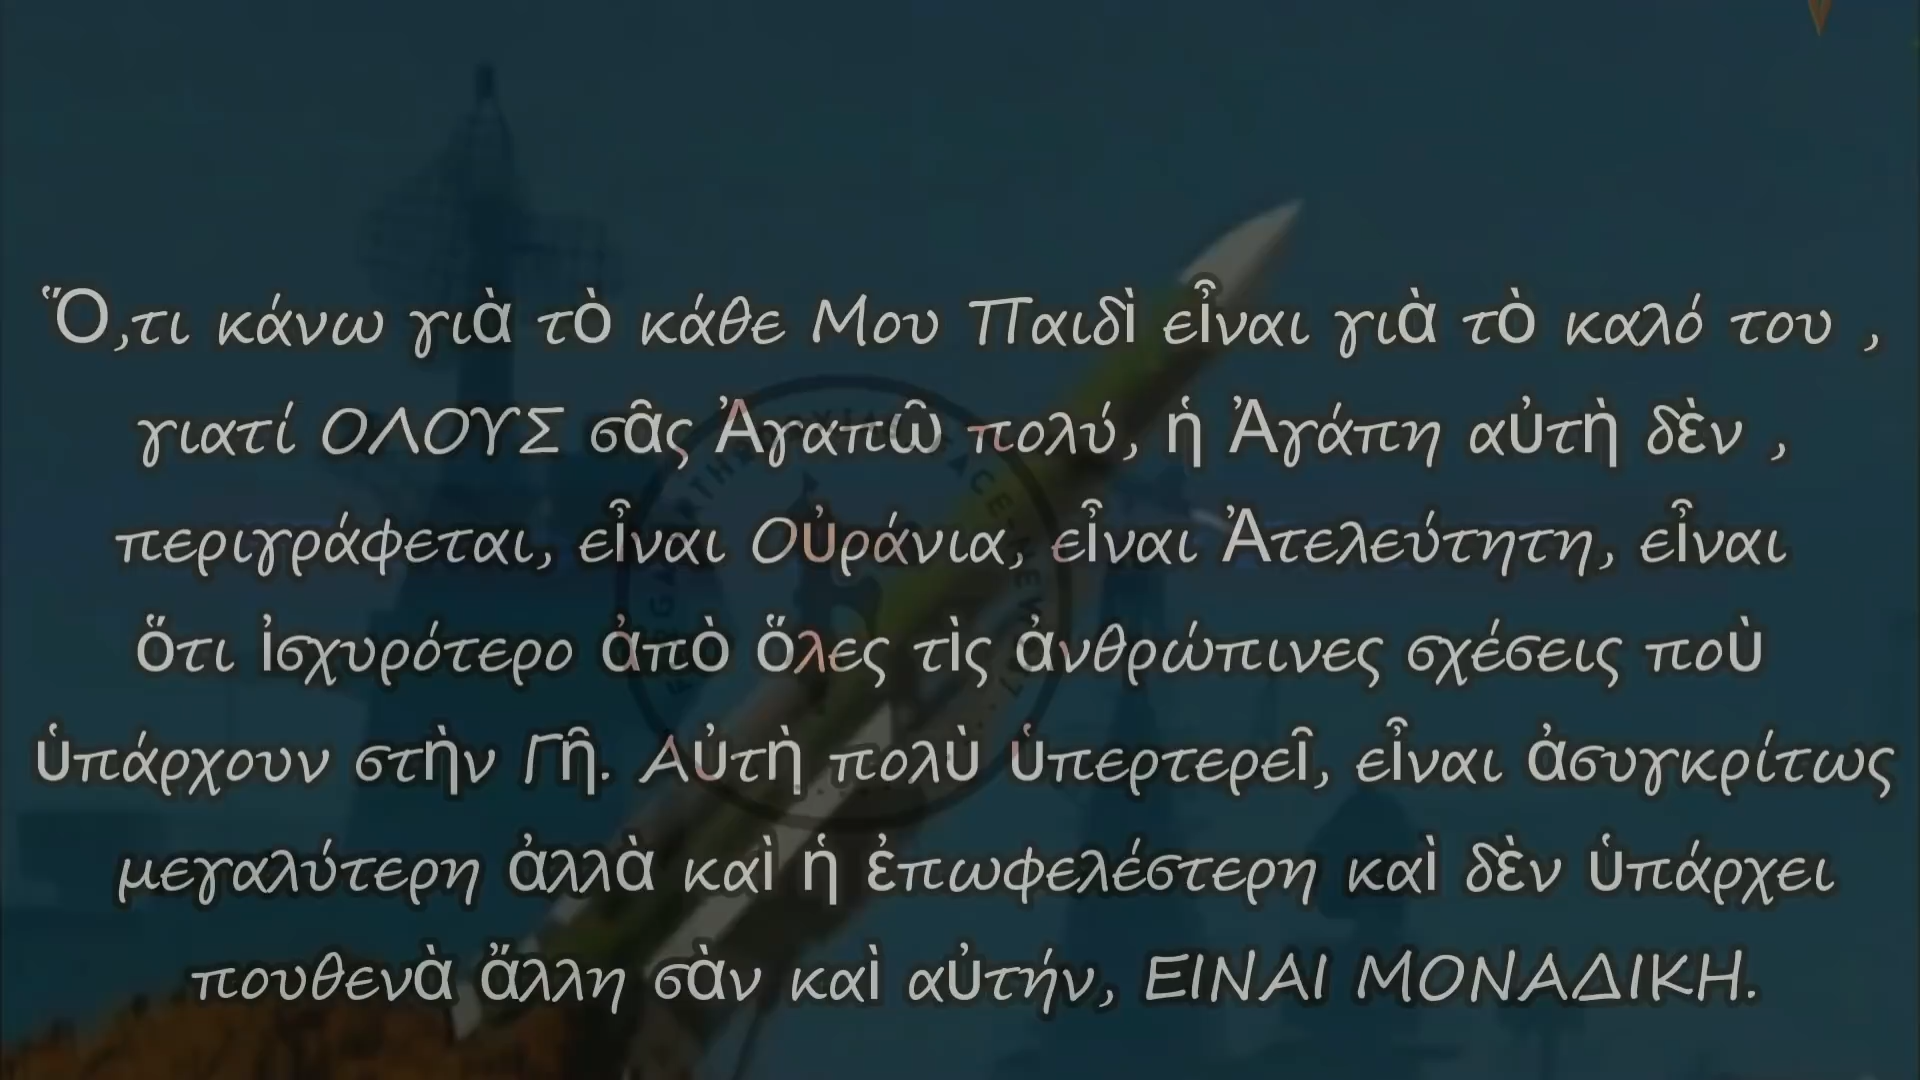 Ὅ,τι κάνω γιὰ τὸ κάθε Μου Παιδὶ εἶναι γιὰ τὸ καλό του ,
γιατί ΟΛΟΥΣ σᾶς Ἀγαπῶ πολύ, ἡ Ἀγάπη αὐτὴ δὲν ,
περιγράφεται, εἶναι Οὐράνια, εἶναι Ἀτελεύτητη, εἶναι
ὅτι ἰσχυρότερο ἀπὸ ὅλες τὶς ἀνθρώπινες σχέσεις ποὺ
ὑπάρχουν στὴν Γῆ. Αὐτὴ πολὺ ὑπερτερεῖ, εἶναι ἀσυγκρίτως
μεγαλύτερη ἀλλὰ καὶ ἡ ἐπωφελέστερη καὶ δὲν ὑπάρχει
πουθενὰ ἄλλη σὰν καὶ αὐτήν, ΕΙΝΑΙ ΜΟΝΑΔΙΚΗ.